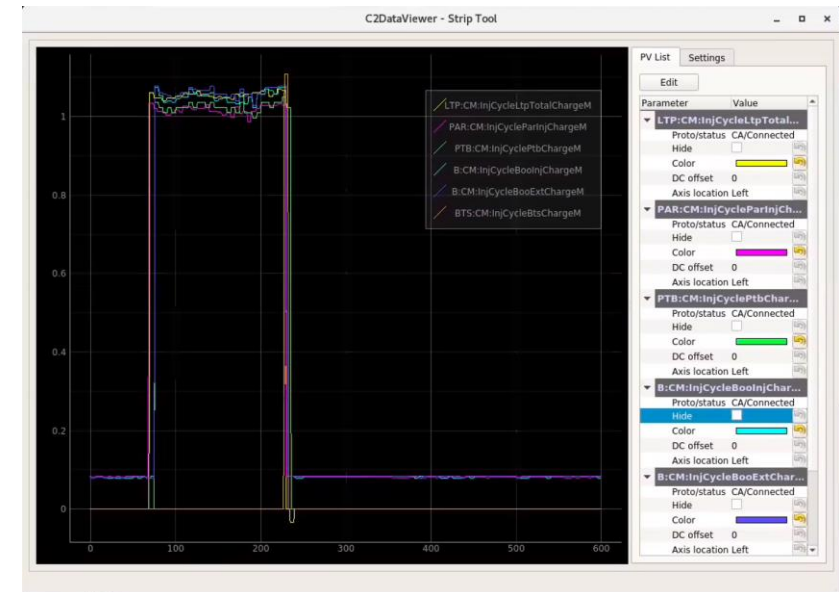 C2DataViewer - Strip Tool
PV List Settings
Edit
Parameter Value
LTP:CM:InjCycleLtpTotal...
Proto/status CA/Connected
Hide
Color
DC offset 0
Axis location Left
PAR:CM:InjCycleParInjCh...
Proto/status CA/Connected
Hide
Color
DC offset 0
Axis location Left
PTB:CM:InjCyclePtbChar...
Proto/status CA/Connected
Hide
Color
DC offset 0
Axis location Left
B:CM:InjCycleBooInjChar...
Proto/status CA/Connected
Hide
Color
DC offset 0
Axis location Left
B:CM:InjCycleBooExtChar...
Proto/status CA/Connected
Hide
Color
DC offset 0
Axis location Left
LTP:CM:InjCycleLtpTotalChargeM
PAR:CM:InjCycleParInjChargeM
PTB:CM:InjCyclePtbChargeM
B:CM:InjCycleBooInjChargeM
B:CM:InjCycleBooExtChargeM
BTS:CM:InjCycleBtsChargeM
1
0.8
0.6
0.4
0.2
0
0 100 200 300 400 500 600